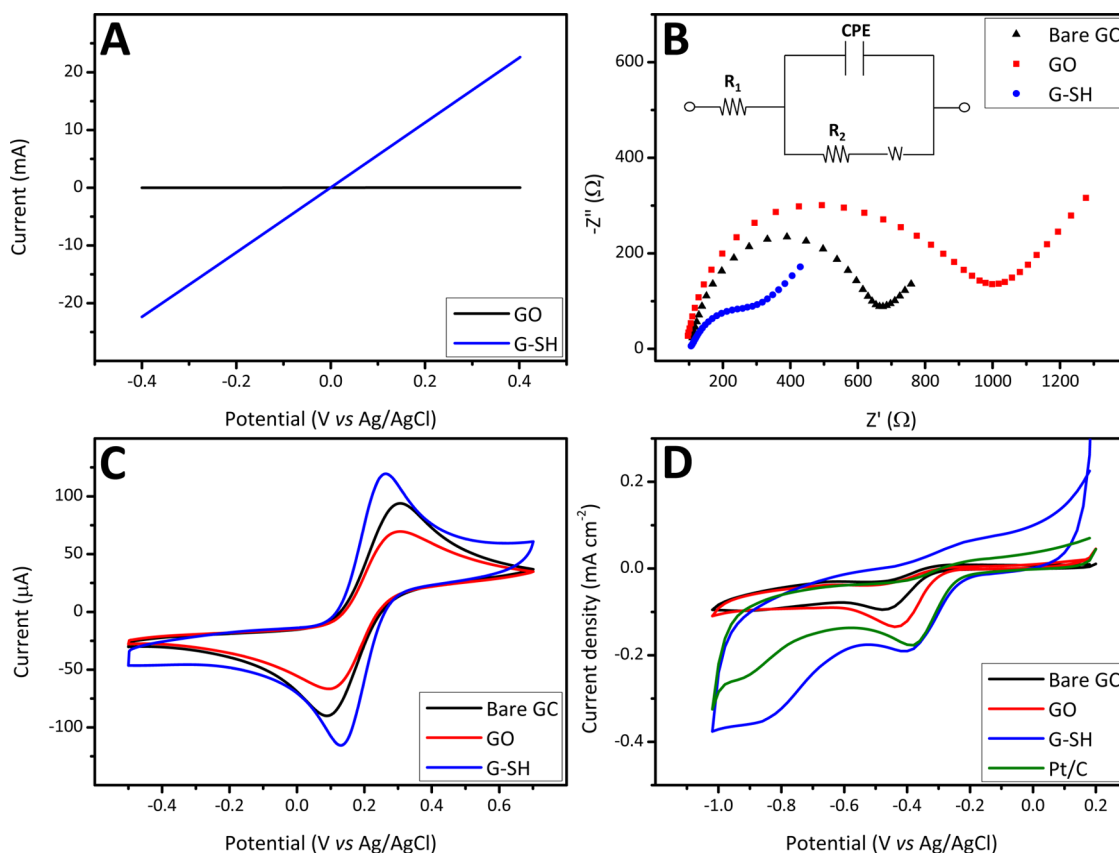 A
Current (mA)
20
10
0
-10
-20
-0.4
-0.2
0.0
0.2
0.4
Potential (V vs Ag/AgCl)
GO
G-SH
B
-Z" (Ω)
600
400
200
0
200
400
600
800
1000
1200
Z' (Ω)
CPE
R1
R2
W
Bare GC
GO
G-SH
C
Current (μA)
100
50
0
-50
-100
-0.4
-0.2
0.0
0.2
0.4
0.6
Potential (V vs Ag/AgCl)
Bare GC
GO
G-SH
D
Current density (mA cm-2)
0.2
0.0
-0.2
-0.4
-1.0
-0.8
-0.6
-0.4
-0.2
0.0
0.2
Potential (V vs Ag/AgCl)
Bare GC
GO
G-SH
Pt/C